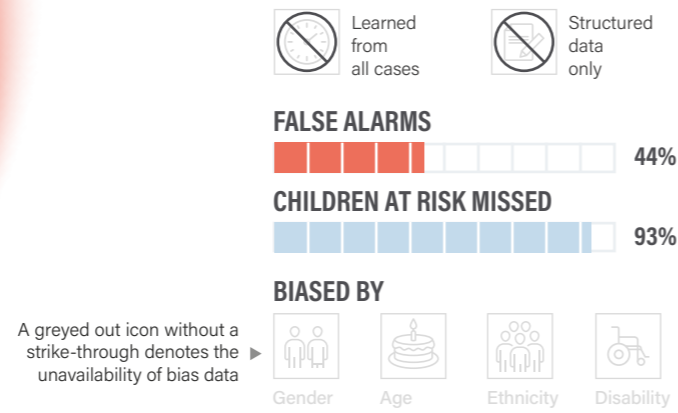 Learned
from
all cases
Structured
data
only
FALSE ALARMS
44%
CHILDREN AT RISK MISSED
93%
BIASED BY
A greyed out icon without a
strike-through denotes the
unavailability of bias data
Gender
Age
Ethnicity
Disability